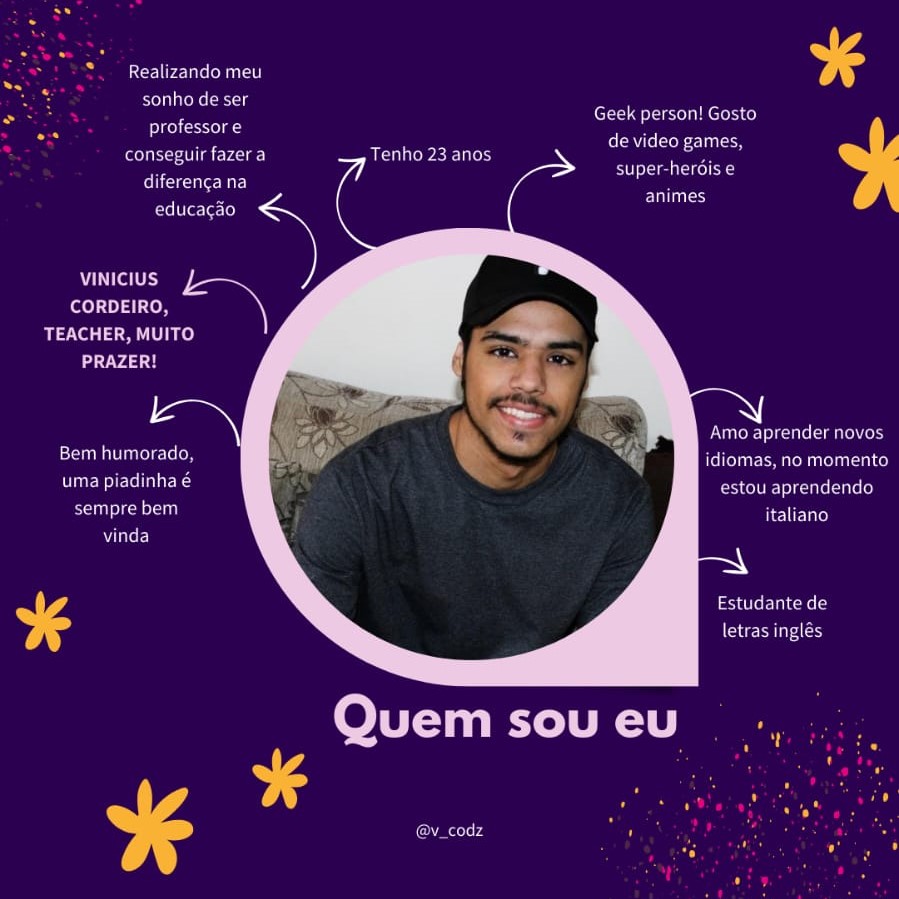 Realizando meu
sonho de ser
professor e
conseguir fazer a
diferença na
educação
Tenho 23 anos
Geek person! Gosto
de video games,
super-heróis e
animes
VINICIUS
CORDEIRO,
TEACHER, MUITO
PRAZER!
Bem humorado,
uma piadinha é
sempre bem
vinda
Amo aprender novos
idiomas, no momento
estou aprendendo
italiano
Estudante de
letras inglês
Quem sou eu
@v_codz